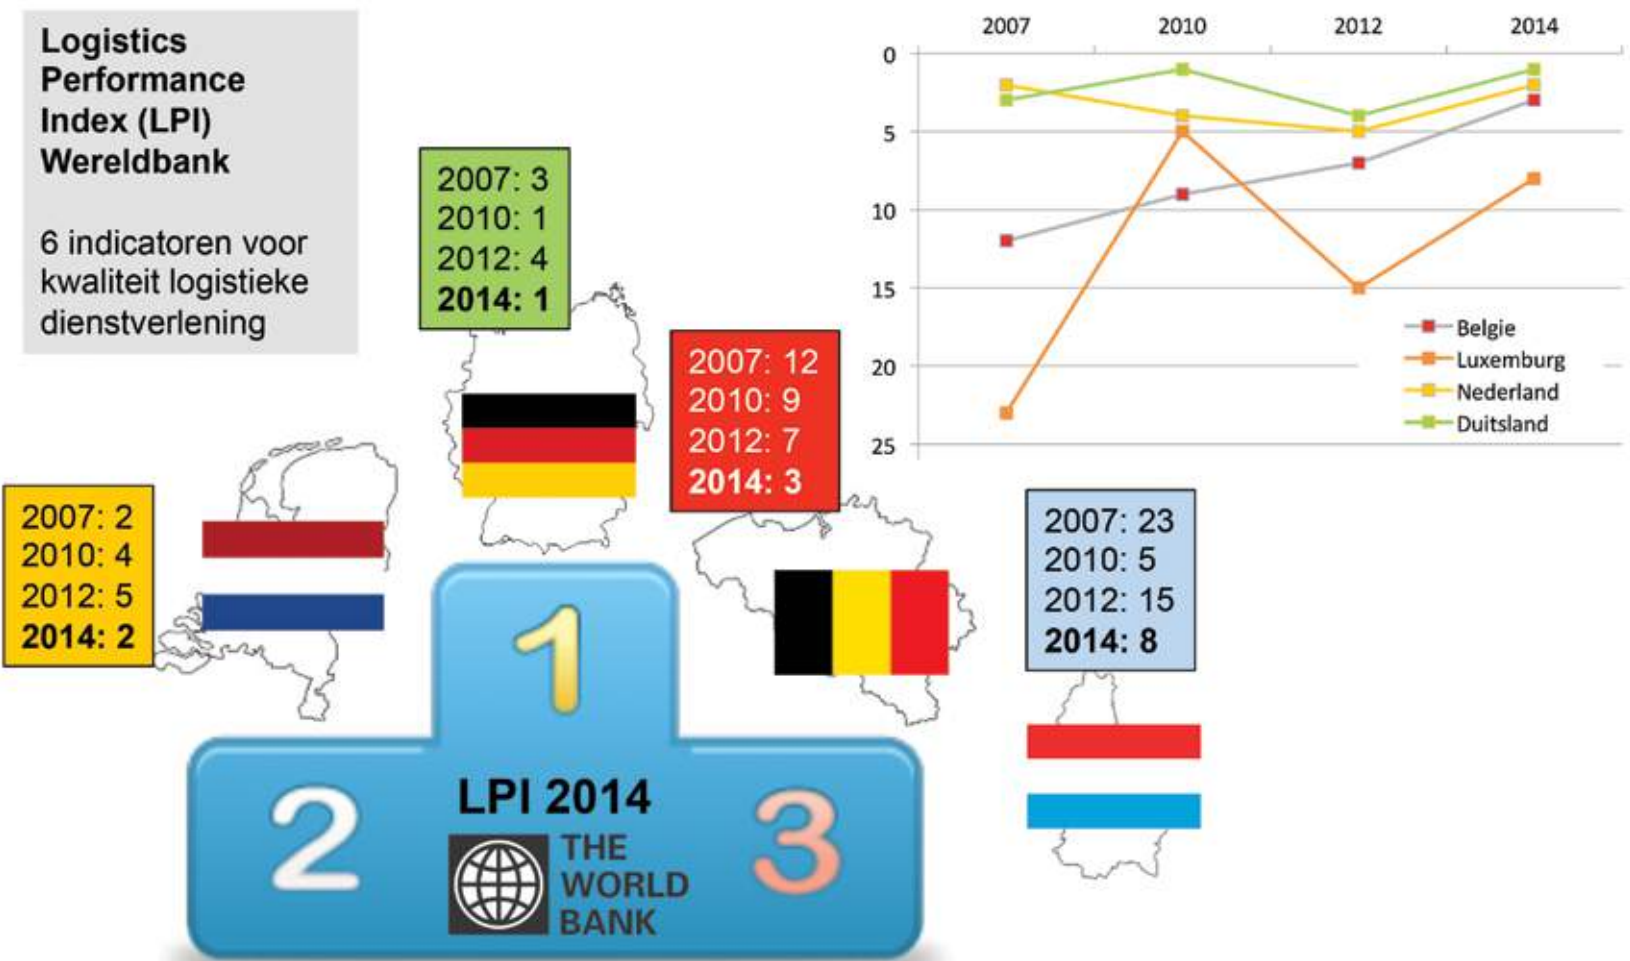 Logistics
Performance
Index (LPI)
Wereldbank
6 indicatoren voor
kwaliteit logistieke
dienstverlening
2007 2010 2012 2014
0
5
10
15
20
25
Belgie
Luxemburg
Nederland
Duitsland
2007: 3
2010: 1
2012: 4
2014: 1
2007: 12
2010: 9
2012: 7
2014: 3
2007: 2
2010: 4
2012: 5
2014: 2
2007: 23
2010: 5
2012: 15
2014: 8
1
2
3
LPI 2014
THE
WORLD
BANK